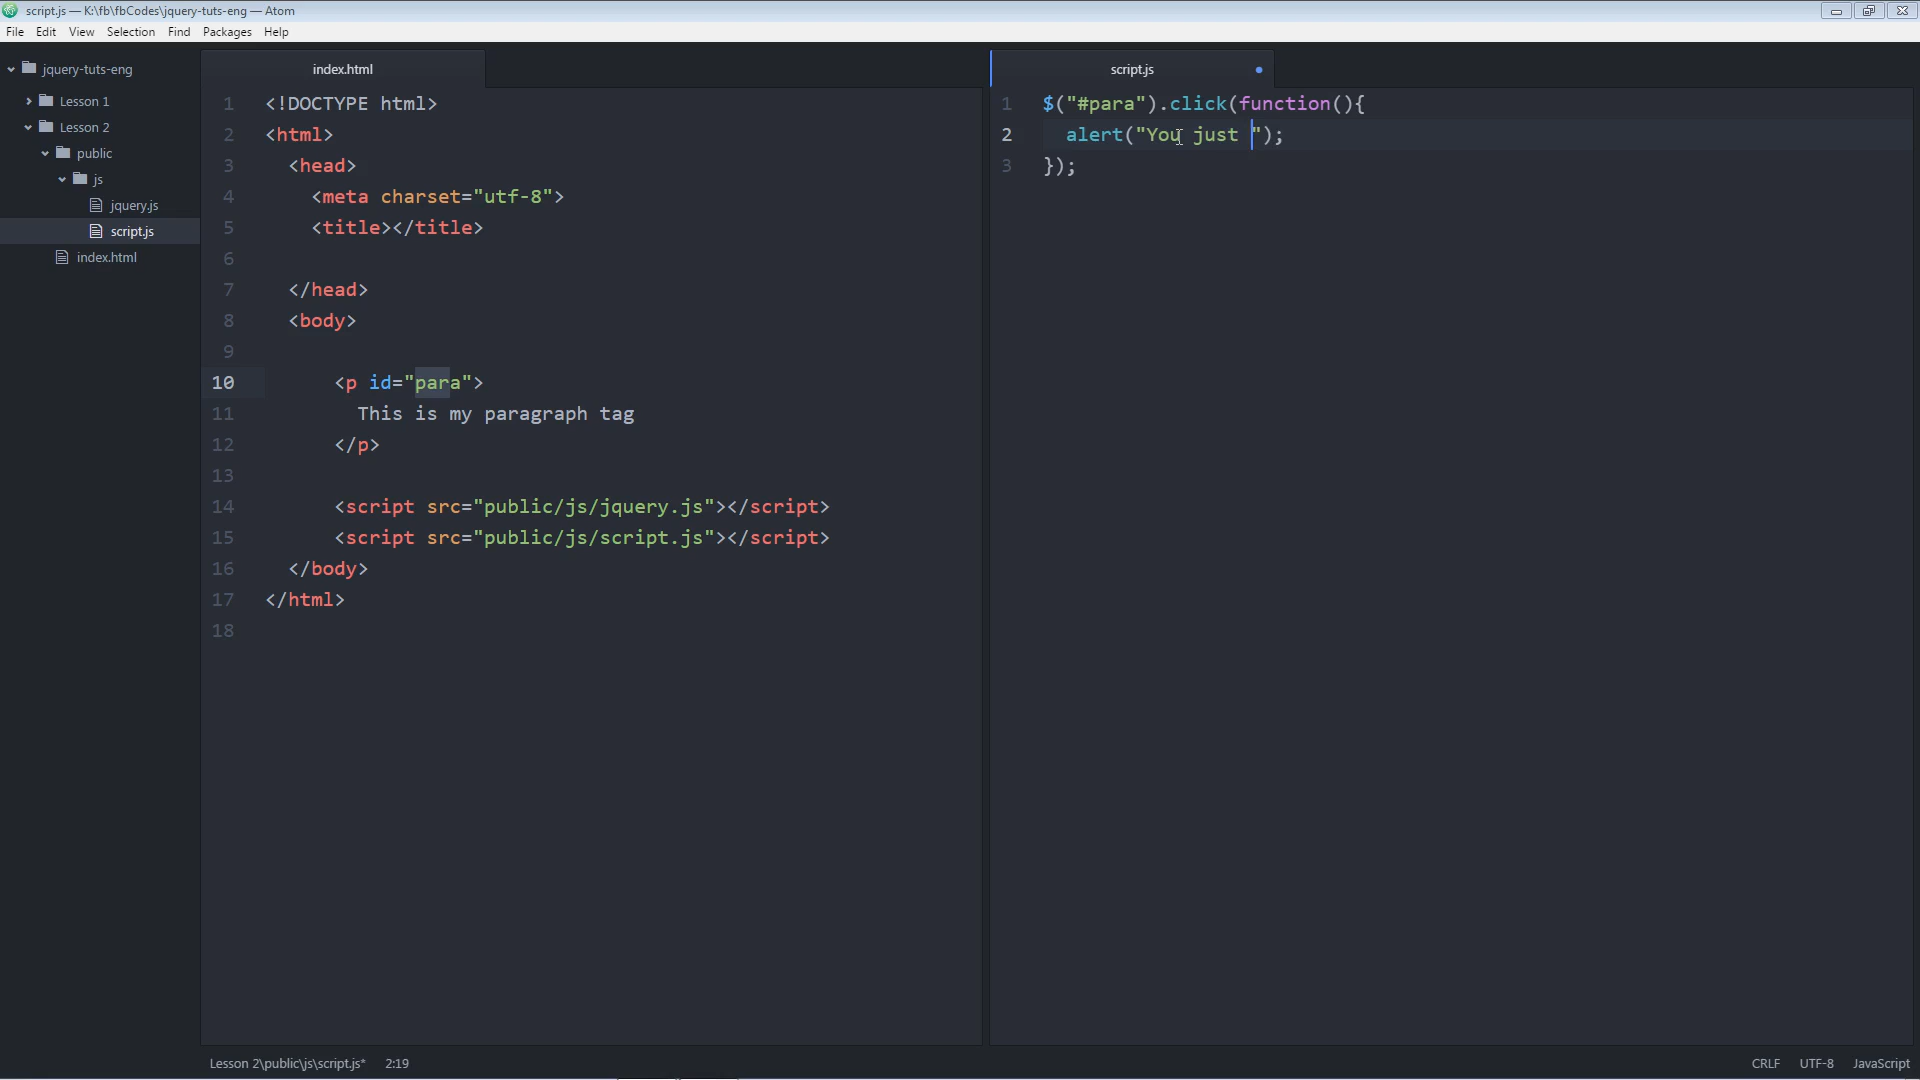 script.js — K:\fb\fbCodes\jquery-tuts-eng — Atom
File Edit View Selection Find Packages Help
jquery-tuts-eng
Lesson 1
Lesson 2
public
js
jquery.js
script.js
index.html
index.html
1 <!DOCTYPE html>
2 <html>
3 <head>
4 <meta charset="utf-8">
5 <title></title>
6
7 </head>
8 <body>
9
10 <p id="para">
11 This is my paragraph tag
12 </p>
13
14 <script src="public/js/jquery.js"></script>
15 <script src="public/js/script.js"></script>
16 </body>
17 </html>
18
script.js
1 $("#para").click(function(){
2 alert("You just ");
3 });
Lesson 2\public\js\script.js* 2:19
CRLF UTF-8 JavaScript